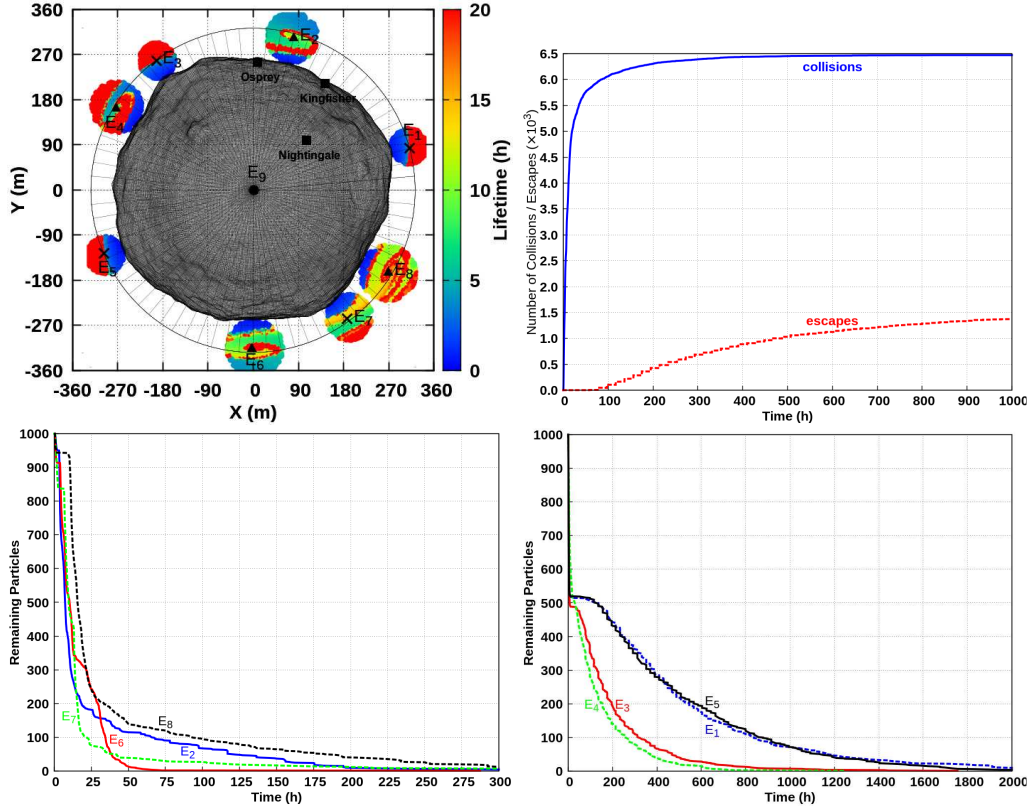 360
270
180
90
0
-90
-180
-270
-360
Y (m)
-360 -270 -180 -90 0 90 180 270 360
X (m)
E2
E3
Osprey
Kingfisher
E4
E1
Nightingale
E9
E5
E8
E7
E6
20
15
10
5
0
Lifetime (h)
6.5
6.0
5.5
5.0
4.5
4.0
3.5
3.0
2.5
2.0
1.5
1.0
0.5
0.0
Number of Collisions / Escapes (×10³)
collisions
escapes
0 100 200 300 400 500 600 700 800 900 1000
Time (h)
1000
900
800
700
600
500
400
300
200
100
0
Remaining Particles
E7
E6
E8
E2
0 25 50 75 100 125 150 175 200 225 250 275 300
Time (h)
1000
900
800
700
600
500
400
300
200
100
0
Remaining Particles
E4
E3
E5
E1
0 200 400 600 800 1000 1200 1400 1600 1800 2000
Time (h)